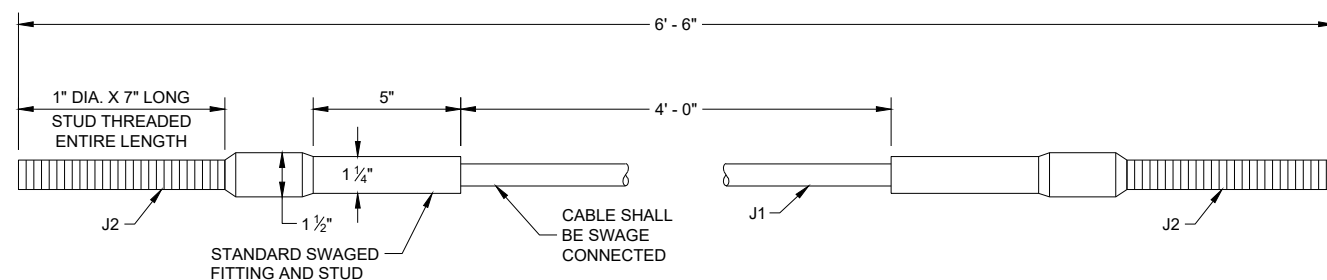 6' - 6"
1" DIA. X 7" LONG
STUD THREADED
ENTIRE LENGTH
5"
4' - 0"
1 ¼"
J2
1 ½"
STANDARD SWAGED
FITTING AND STUD
CABLE SHALL
BE SWAGE
CONNECTED
J1
J2